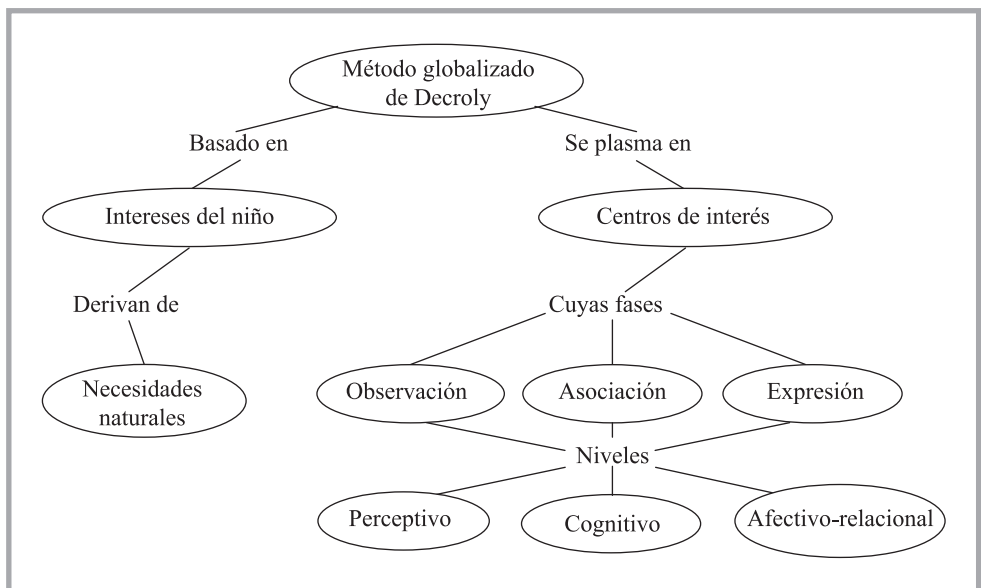 Método globalizado
de Decroly
Basado en
Se plasma en
Intereses del niño
Centros de interés
Derivan de
Cuyas fases
Necesidades
naturales
Observación
Asociación
Expresión
Niveles
Perceptivo
Cognitivo
Afectivo-relacional